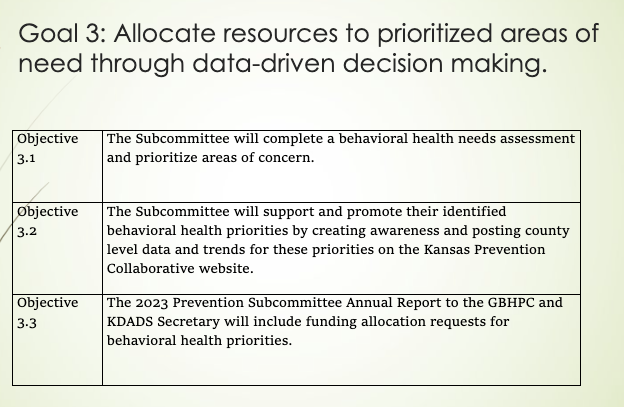 Goal 3: Allocate resources to prioritized areas of
need through data-driven decision making.
Objective
3.1
The Subcommittee will complete a behavioral health needs assessment
and prioritize areas of concern.
Objective
3.2
The Subcommittee will support and promote their identified
behavioral health priorities by creating awareness and posting county
level data and trends for these priorities on the Kansas Prevention
Collaborative website.
Objective
3.3
The 2023 Prevention Subcommittee Annual Report to the GBHPC and
KDADS Secretary will include funding allocation requests for
behavioral health priorities.